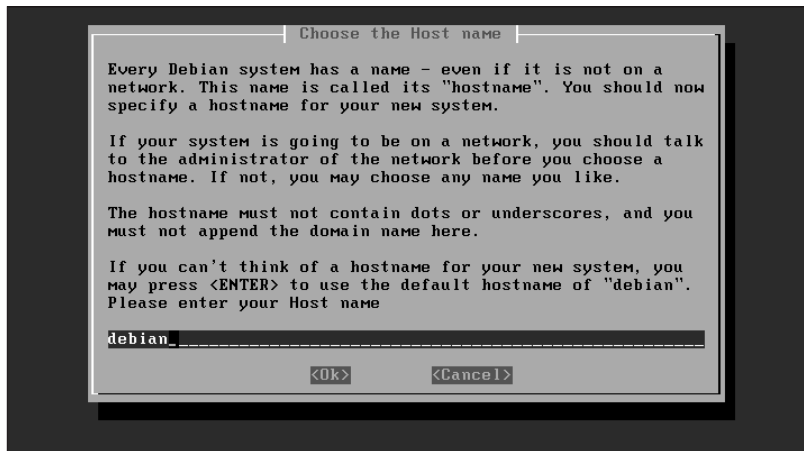 Choose the Host name
Every Debian system has a name - even if it is not on a
network. This name is called its "hostname". You should now
specify a hostname for your new system.
If your system is going to be on a network, you should talk
to the administrator of the network before you choose a
hostname. If not, you may choose any name you like.
The hostname must not contain dots or underscores, and you
must not append the domain name here.
If you can't think of a hostname for your new system, you
may press <ENTER> to use the default hostname of "debian".
Please enter your Host name
debian
<Ok> <Cancel>